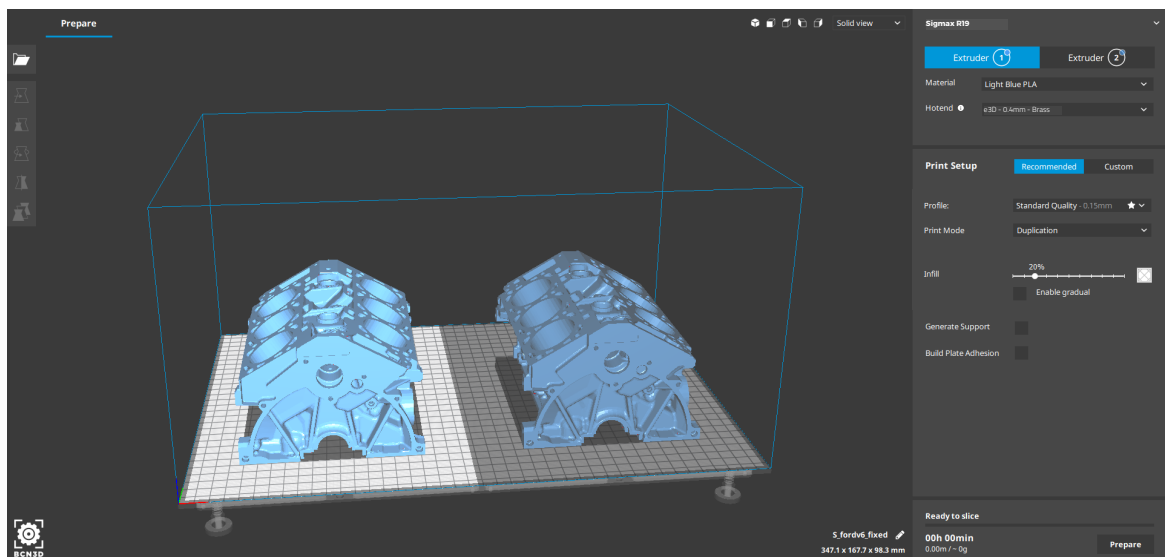 Prepare
Solid view
Sigmax R19
Extruder 1
Extruder 2
Material
Light Blue PLA
Hotend
e3D - 0.4mm - Brass
Print Setup
Recommended
Custom
Profile:
Standard Quality - 0.15mm
Print Mode
Duplication
20%
Infill
Enable gradual
Generate Support
Build Plate Adhesion
Ready to slice
00h 00min
0.00m / ~ 0g
Prepare
S_fordv6_fixed
347.1 x 167.7 x 98.3 mm
BCN3D